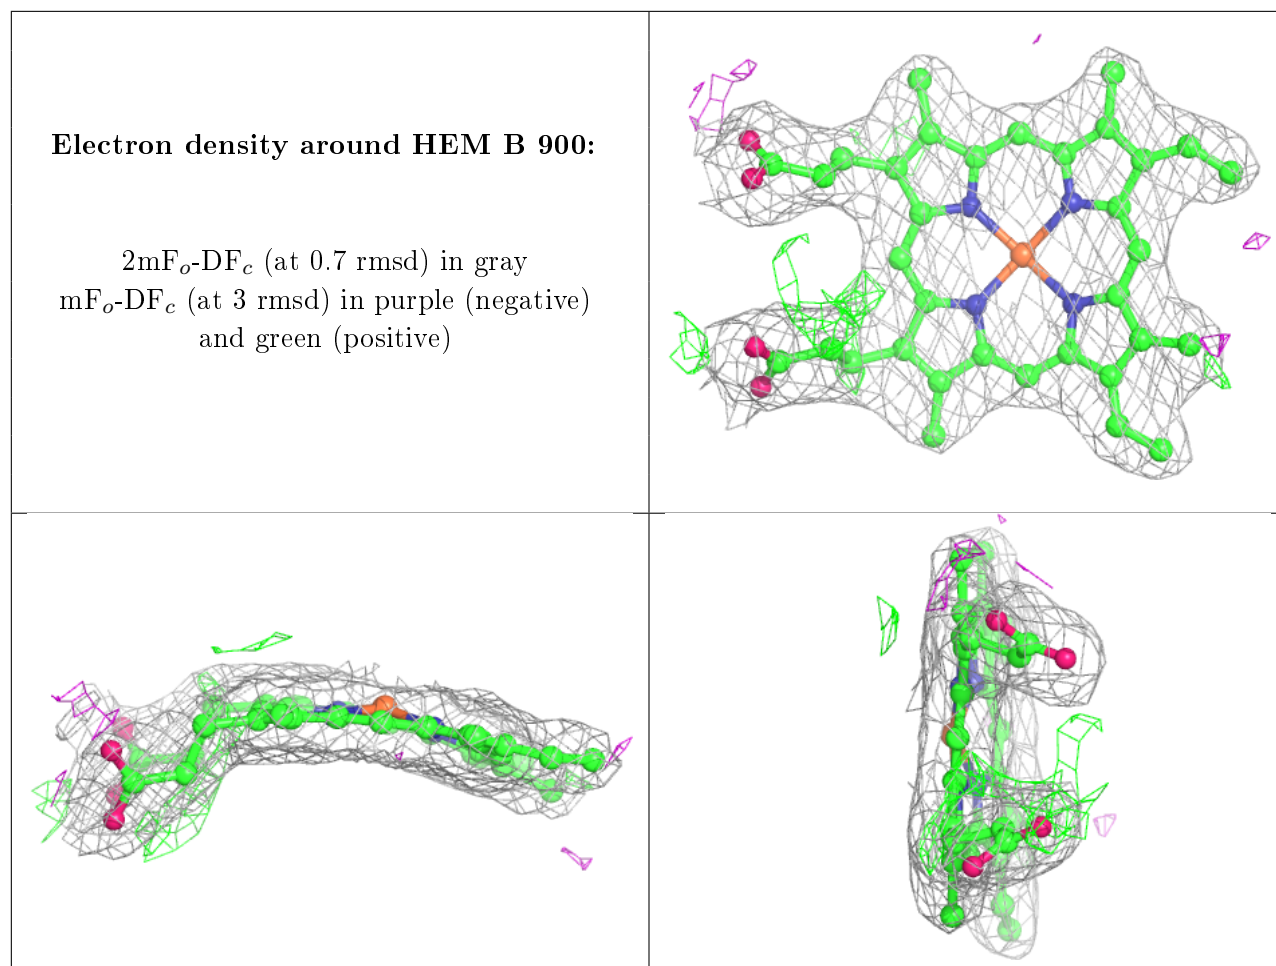 Electron density around HEM B 900:
2mFo-DFc (at 0.7 rmsd) in gray
mFo-DFc (at 3 rmsd) in purple (negative)
and green (positive)